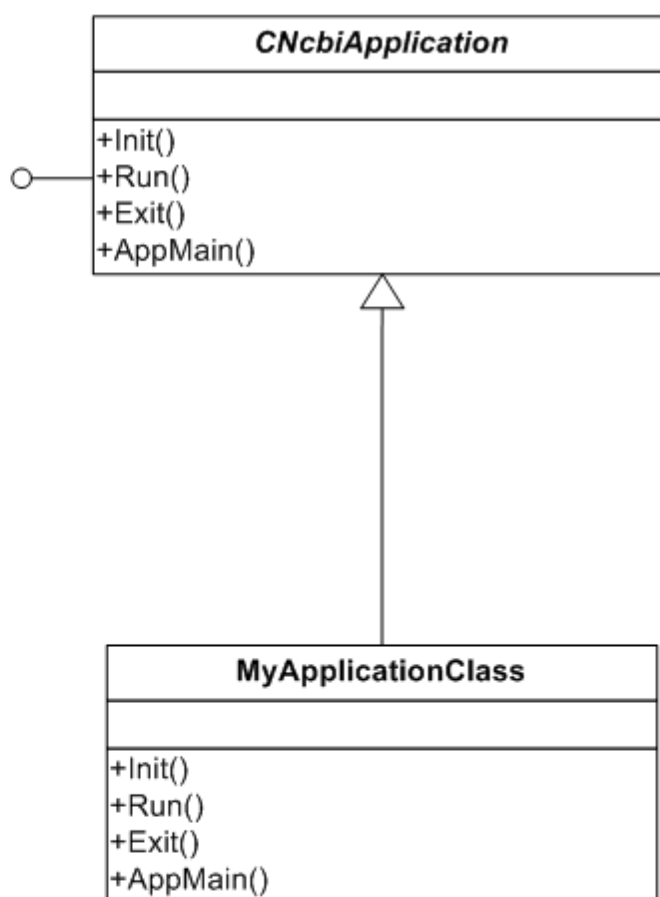 CNcbiApplication
+Init()
+Run()
+Exit()
+AppMain()
MyApplicationClass
+Init()
+Run()
+Exit()
+AppMain()